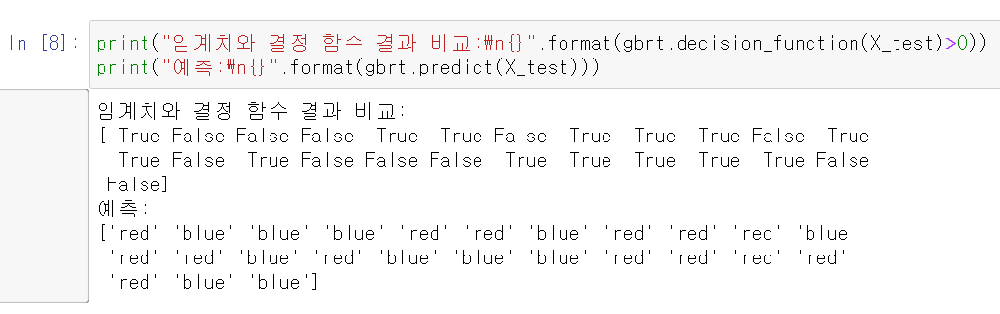 In [8]:
print("임계치와 결정 함수 결과 비교:₩n{}".format(gbrt.decision_function(X_test)>0))
print("예측:₩n{}".format(gbrt.predict(X_test)))
임계치와 결정 함수 결과 비교:
[ True False False False  True  True False  True  True  True False  True
  True False  True False False False  True  True  True  True  True False
 False]
예측:
['red' 'blue' 'blue' 'blue' 'red' 'red' 'blue' 'red' 'red' 'red' 'blue'
 'red' 'red' 'blue' 'red' 'blue' 'blue' 'blue' 'red' 'red' 'red' 'red'
 'red' 'blue' 'blue']